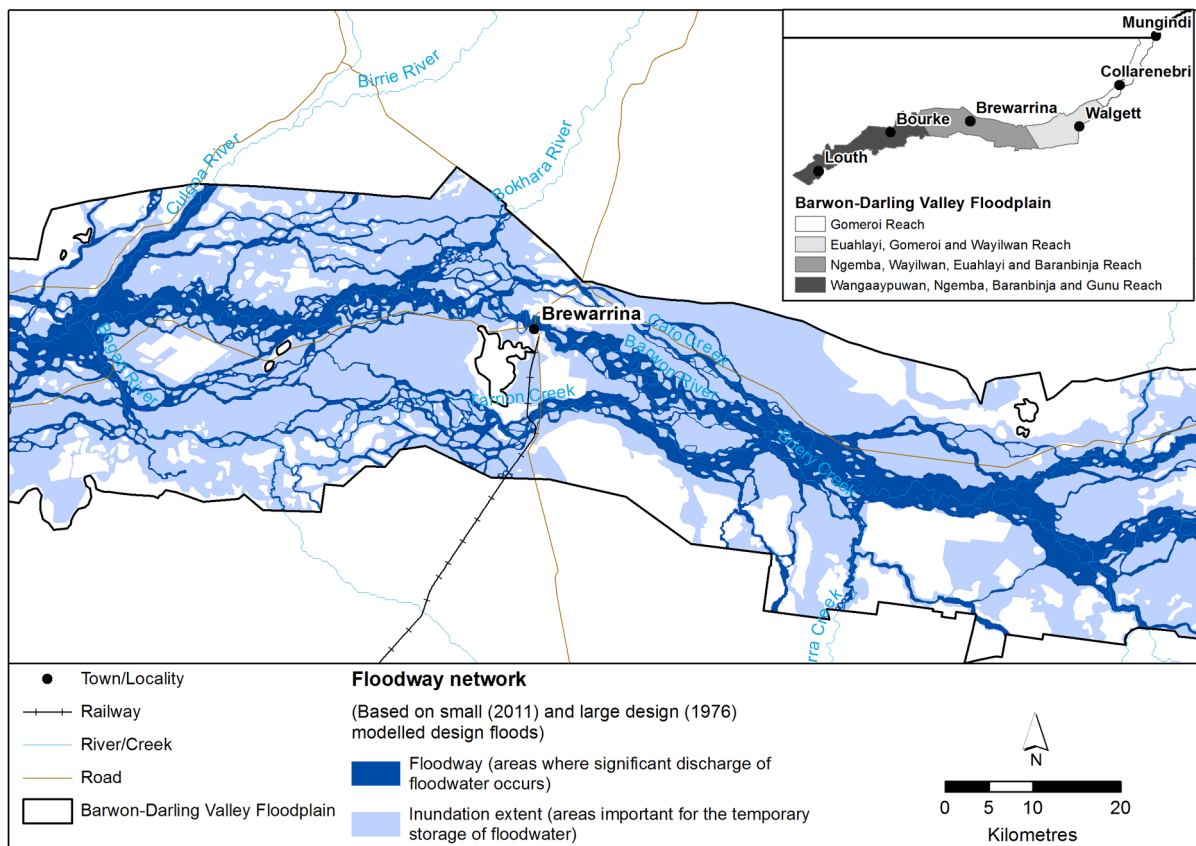 Birrie River
Culgoa River
Bokhara River
Brewarrina
Cato Creek
Barwon River
Bogan River
Tarrion Creek
Grery Creek
rra Creek
Mungindi
Collarenebri
Brewarrina
Walgett
Bourke
Louth
Barwon-Darling Valley Floodplain
Gomeroi Reach
Euahlayi, Gomeroi and Wayilwan Reach
Ngemba, Wayilwan, Euahlayi and Baranbinja Reach
Wangaaypuwan, Ngemba, Baranbinja and Gunu Reach
Town/Locality
Railway
River/Creek
Road
Barwon-Darling Valley Floodplain
Floodway network
(Based on small (2011) and large design (1976)
modelled design floods)
Floodway (areas where significant discharge of
floodwater occurs)
Inundation extent (areas important for the temporary
storage of floodwater)
N
0 5 10 20
Kilometres